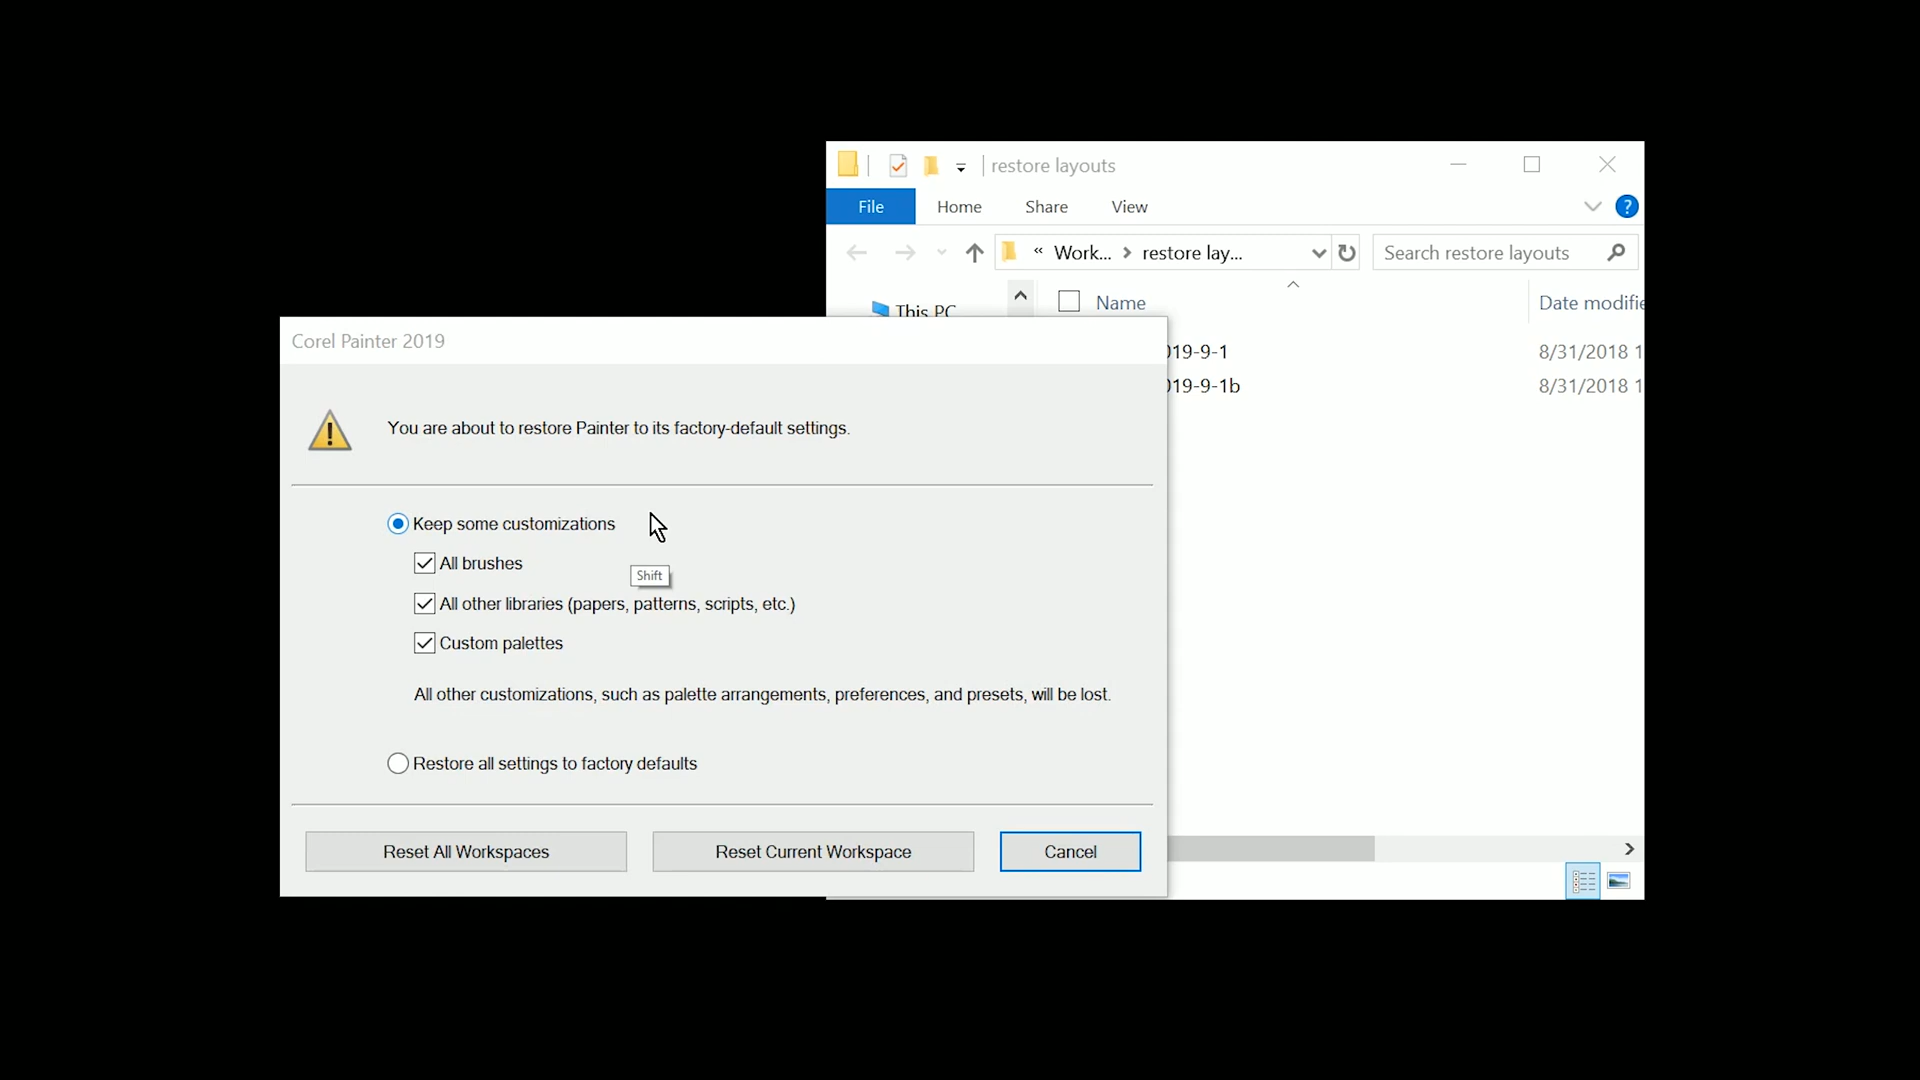 restore layouts
File Home Share View
?
« Work... > restore lay...
Search restore layouts
This PC
Name
Date modifie
19-9-1
8/31/2018 1
19-9-1b
8/31/2018 1
Corel Painter 2019
You are about to restore Painter to its factory-default settings.
Keep some customizations
All brushes
Shift
All other libraries (papers, patterns, scripts, etc.)
Custom palettes
All other customizations, such as palette arrangements, preferences, and presets, will be lost.
Restore all settings to factory defaults
Reset All Workspaces
Reset Current Workspace
Cancel